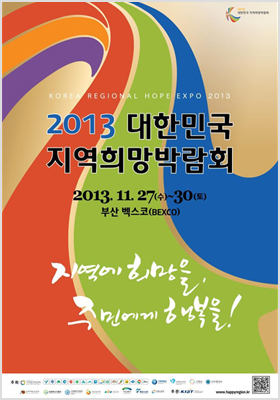 KOREA REGIONAL HOPE EXPO 2013
2013 대한민국
지역희망박람회
2013. 11. 27(수)~30(토)
부산 벡스코(BEXCO)
지역에 희망을,
주민에게 행복을!
www.happyregion.kr